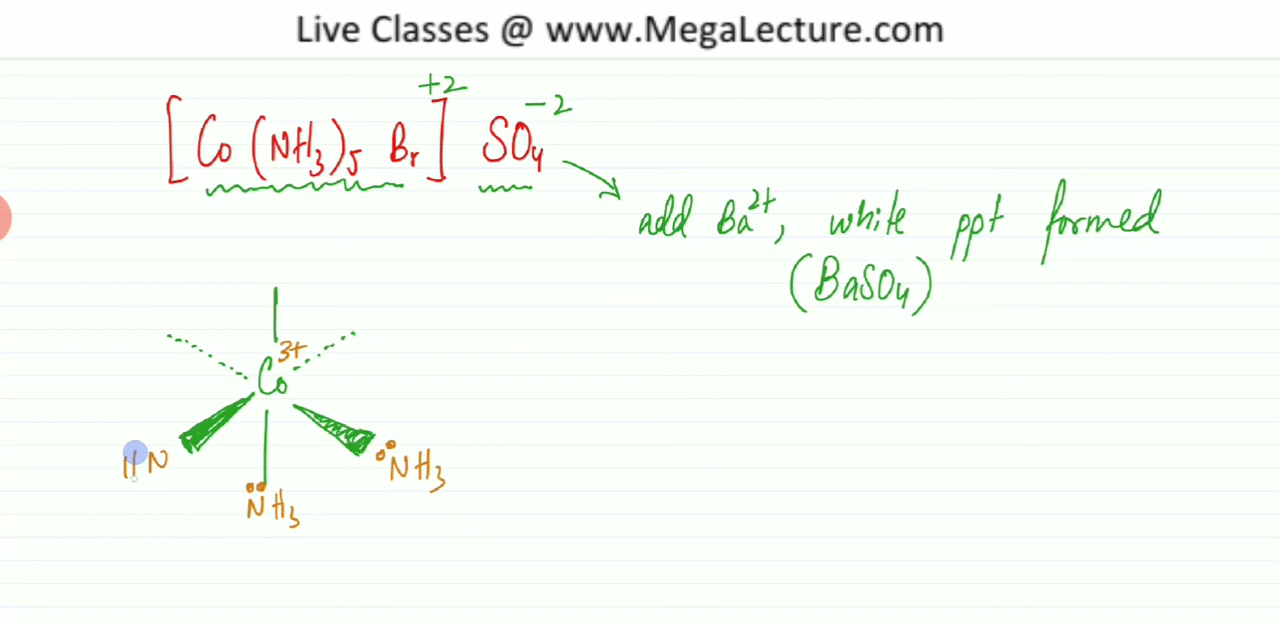 Live Classes @ www.MegaLecture.com
[Co(NH₃)₅ Br]⁺² SO₄⁻²
add Ba²⁺, white ppt formed
(BaSO₄)
Co³⁺
HN
NH₃
NH₃